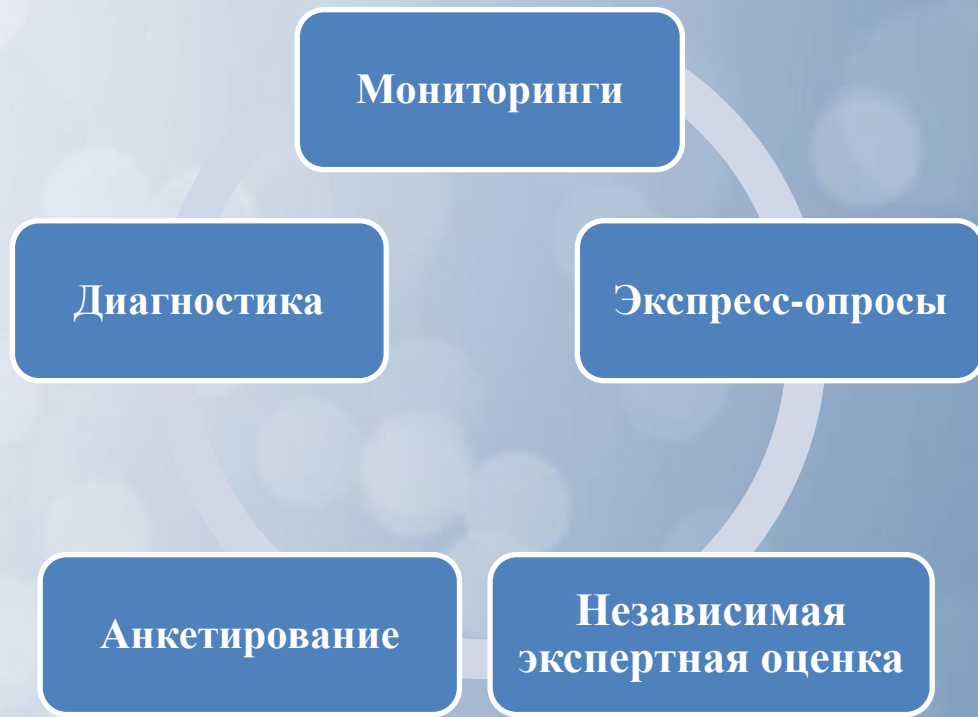 Мониторинги
Диагностика
Экспресс-опросы
Анкетирование
Независимая
экспертная оценка